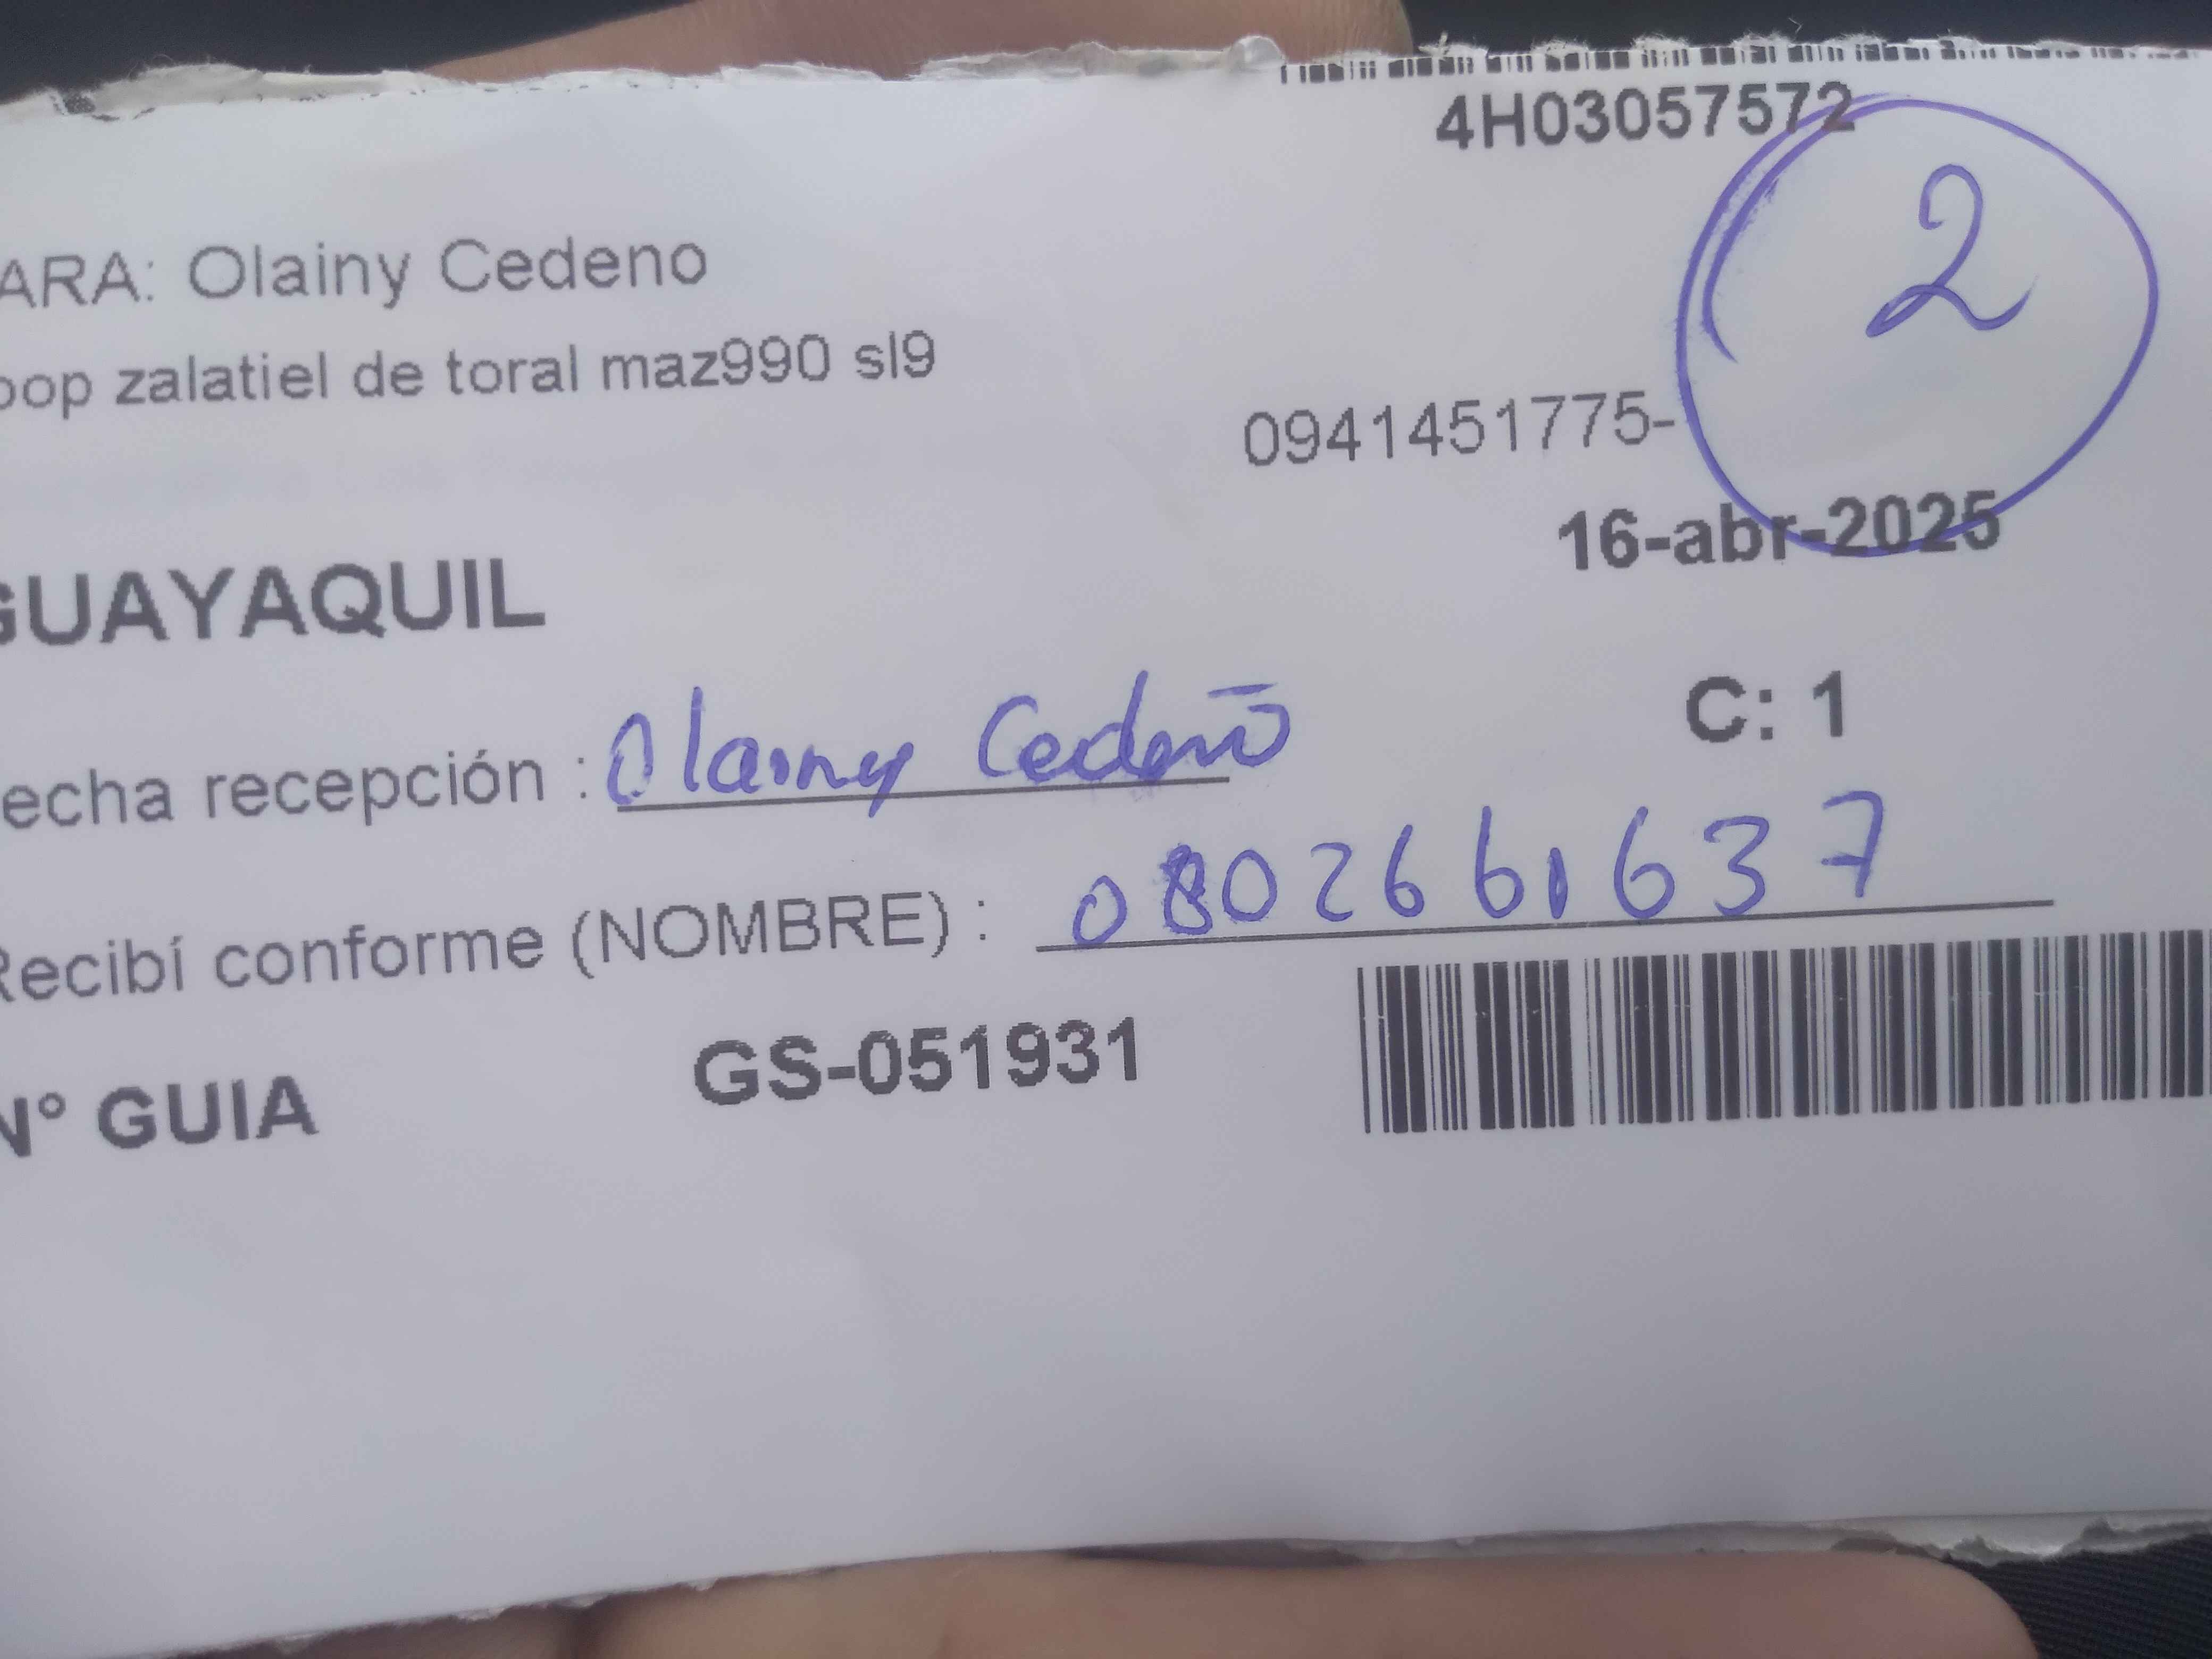 4H03057572
2
ARA: Olainy Cedeno
oop zalatiel de toral maz990 sl9
0941451775-
16-abr-2025
GUAYAQUIL
C: 1
echa recepción : Olainy Cedeño
Recibí conforme (NOMBRE) : 0802661637
N° GUIA GS-051931